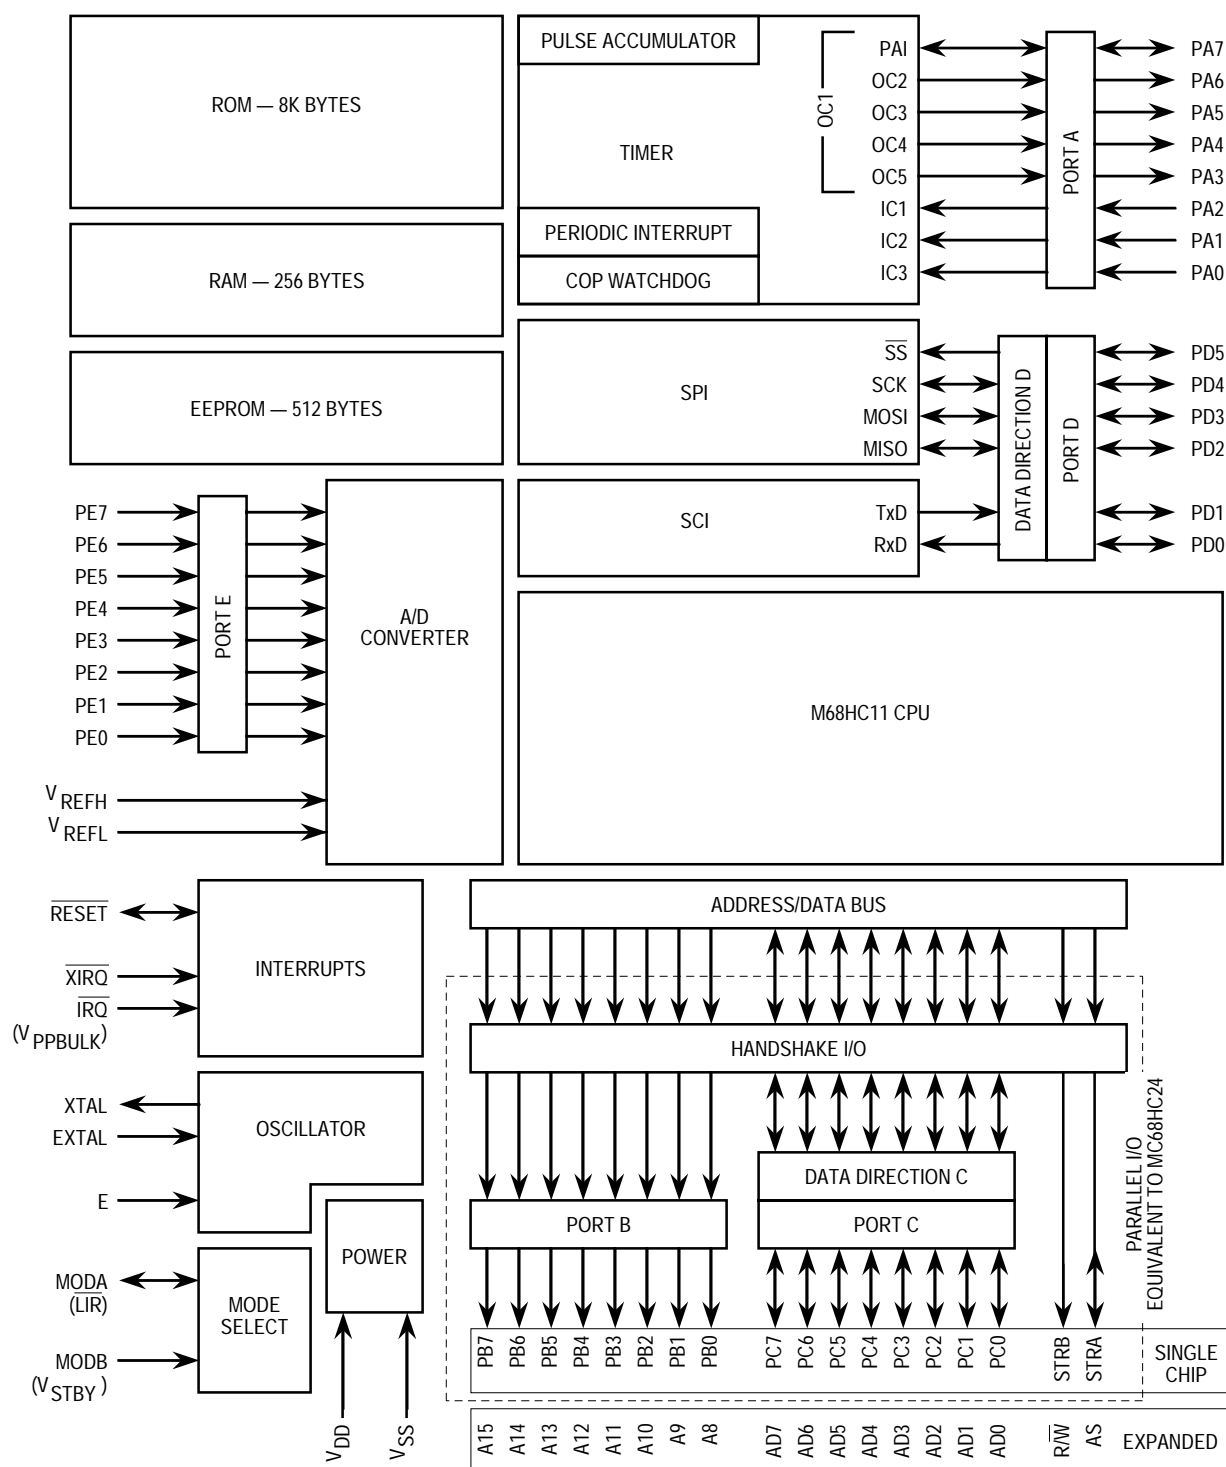 ROM — 8K BYTES
RAM — 256 BYTES
EEPROM — 512 BYTES
PULSE ACCUMULATOR
TIMER
PERIODIC INTERRUPT
COP WATCHDOG
OC1
PAI
OC2
OC3
OC4
OC5
IC1
IC2
IC3
PORT A
PA7
PA6
PA5
PA4
PA3
PA2
PA1
PA0
SPI
SS
SCK
MOSI
MISO
SCI
TxD
RxD
DATA DIRECTION D
PORT D
PD5
PD4
PD3
PD2
PD1
PD0
PE7
PE6
PE5
PE4
PE3
PE2
PE1
PE0
PORT E
A/D
CONVERTER
V REFH
V REFL
M68HC11 CPU
RESET
XIRQ
IRQ
(V PPBULK)
INTERRUPTS
XTAL
EXTAL
E
OSCILLATOR
MODA
(LIR)
MODB
(V STBY )
MODE
SELECT
POWER
VDD
VSS
ADDRESS/DATA BUS
HANDSHAKE I/O
DATA DIRECTION C
PORT B
PORT C
PARALLEL I/O
EQUIVALENT TO MC68HC24
PB7 PB6 PB5 PB4 PB3 PB2 PB1 PB0 PC7 PC6 PC5 PC4 PC3 PC2 PC1 PC0 STRB STRA
SINGLE
CHIP
A15 A14 A13 A12 A11 A10 A9 A8 AD7 AD6 AD5 AD4 AD3 AD2 AD1 AD0 R/W AS
EXPANDED